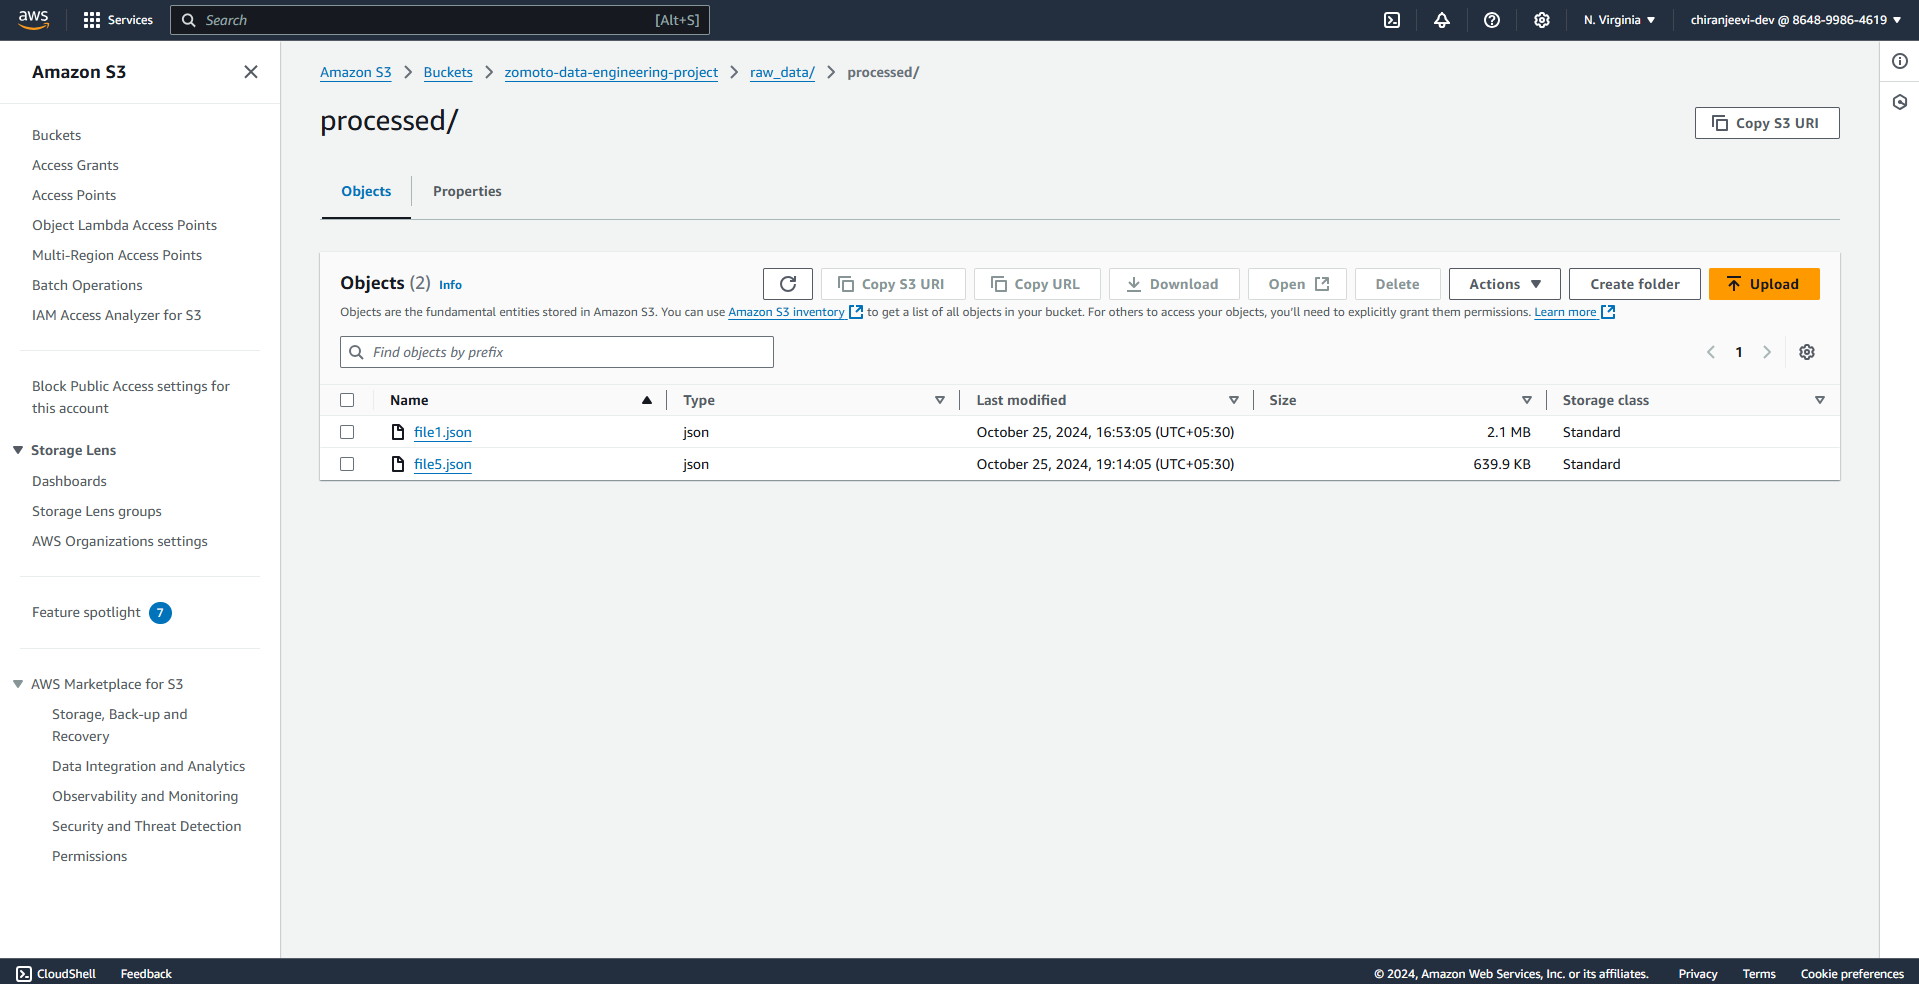 aws Services Search [Alt+S] N. Virginia chiranjeevi-dev @ 8648-9986-4619
Amazon S3
Buckets
Access Grants
Access Points
Object Lambda Access Points
Multi-Region Access Points
Batch Operations
IAM Access Analyzer for S3
Block Public Access settings for
this account
Storage Lens
Dashboards
Storage Lens groups
AWS Organizations settings
Feature spotlight 7
AWS Marketplace for S3
Storage, Back-up and
Recovery
Data Integration and Analytics
Observability and Monitoring
Security and Threat Detection
Permissions
Amazon S3 Buckets zomoto-data-engineering-project raw_data/ processed/
processed/
Copy S3 URI
Objects Properties
Objects (2) Info Copy S3 URI Copy URL Download Open Delete Actions Create folder Upload
Objects are the fundamental entities stored in Amazon S3. You can use Amazon S3 inventory to get a list of all objects in your bucket. For others to access your objects, you'll need to explicitly grant them permissions. Learn more
Find objects by prefix 1
Name Type Last modified Size Storage class
file1.json json October 25, 2024, 16:53:05 (UTC+05:30) 2.1 MB Standard
file5.json json October 25, 2024, 19:14:05 (UTC+05:30) 639.9 KB Standard
CloudShell Feedback © 2024, Amazon Web Services, Inc. or its affiliates. Privacy Terms Cookie preferences